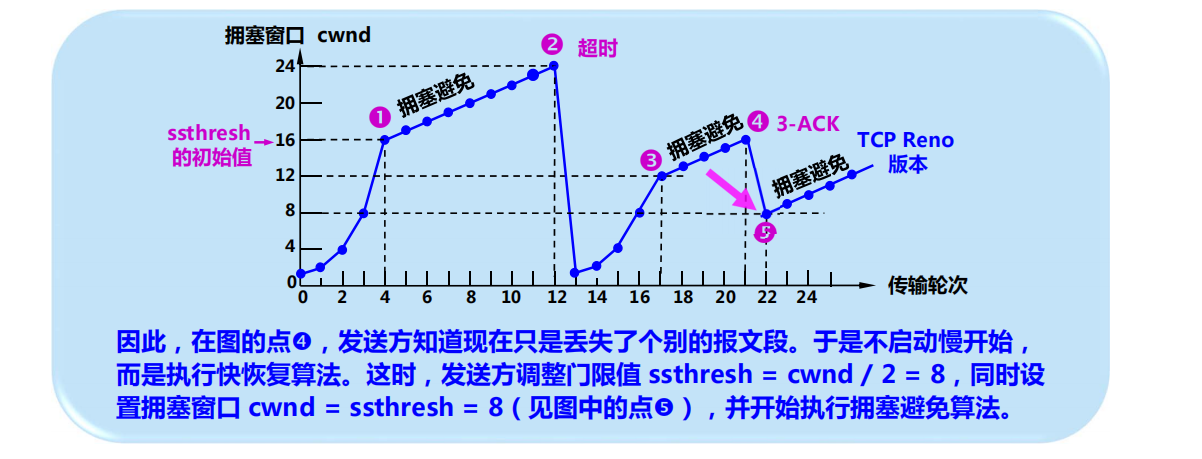 拥塞窗口 cwnd
❷ 超时
24
20
16
12
8
4
0
ssthresh
的初始值
❶ 拥塞避免
❸ 拥塞避免
❹ 3-ACK
❺ 拥塞避免
TCP Reno
版本
0 2 4 6 8 10 12 14 16 18 20 22 24
传输轮次
因此，在图的点❹，发送方知道现在只是丢失了个别的报文段。于是不启动慢开始，
而是执行快恢复算法。这时，发送方调整门限值 ssthresh = cwnd / 2 = 8，同时设
置拥塞窗口 cwnd = ssthresh = 8（见图中的点❺），并开始执行拥塞避免算法。